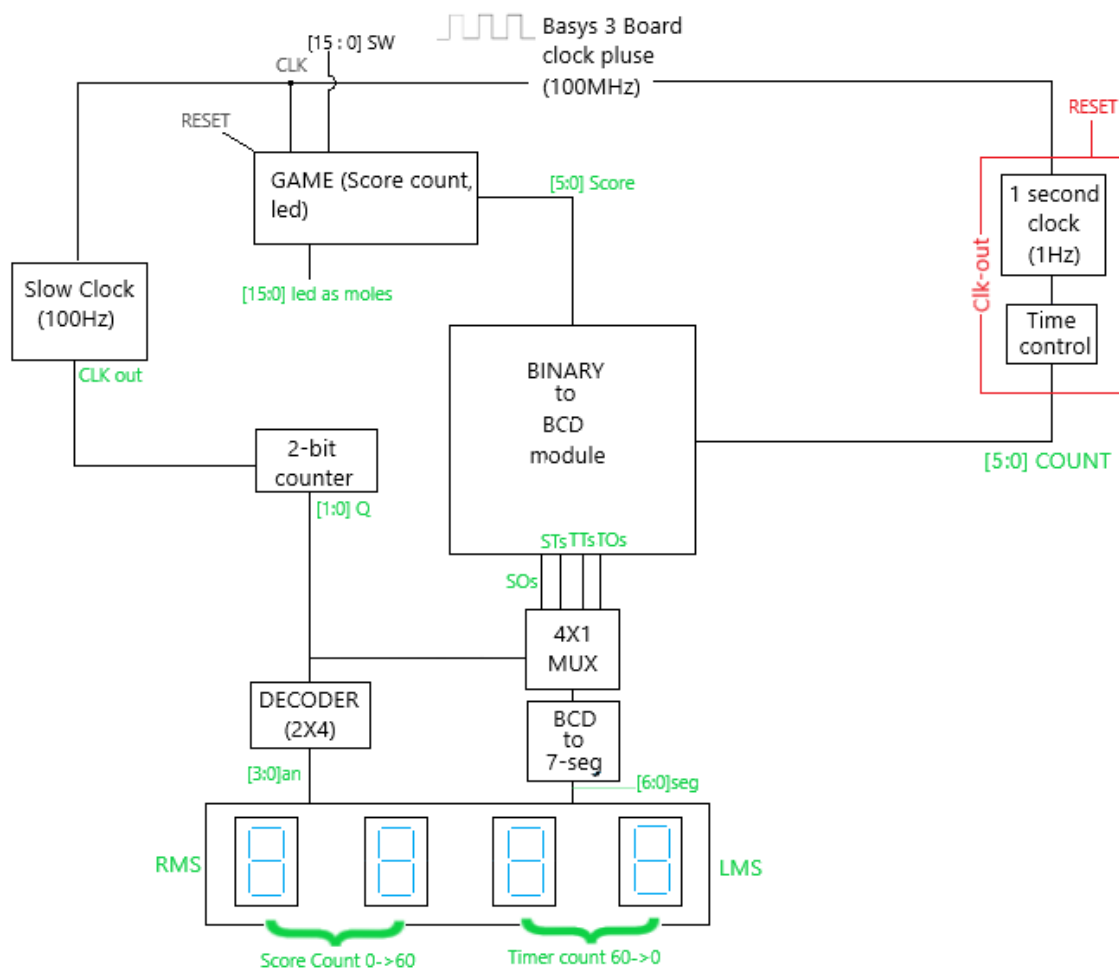 Basys 3 Board
clock pluse
(100MHz)
[15 : 0] SW
CLK
RESET
RESET
GAME (Score count,
led)
[5:0] Score
1 second
clock
(1Hz)
Clk-out
Slow Clock
(100Hz)
[15:0] led as moles
Time
control
CLK out
BINARY
to
BCD
module
2-bit
counter
[5:0] COUNT
[1:0] Q
STs TTs TOs
SOs
4X1
MUX
DECODER
(2X4)
BCD
to
7-seg
[3:0]an
[6:0]seg
RMS
LMS
Score Count 0->60
Timer count 60->0